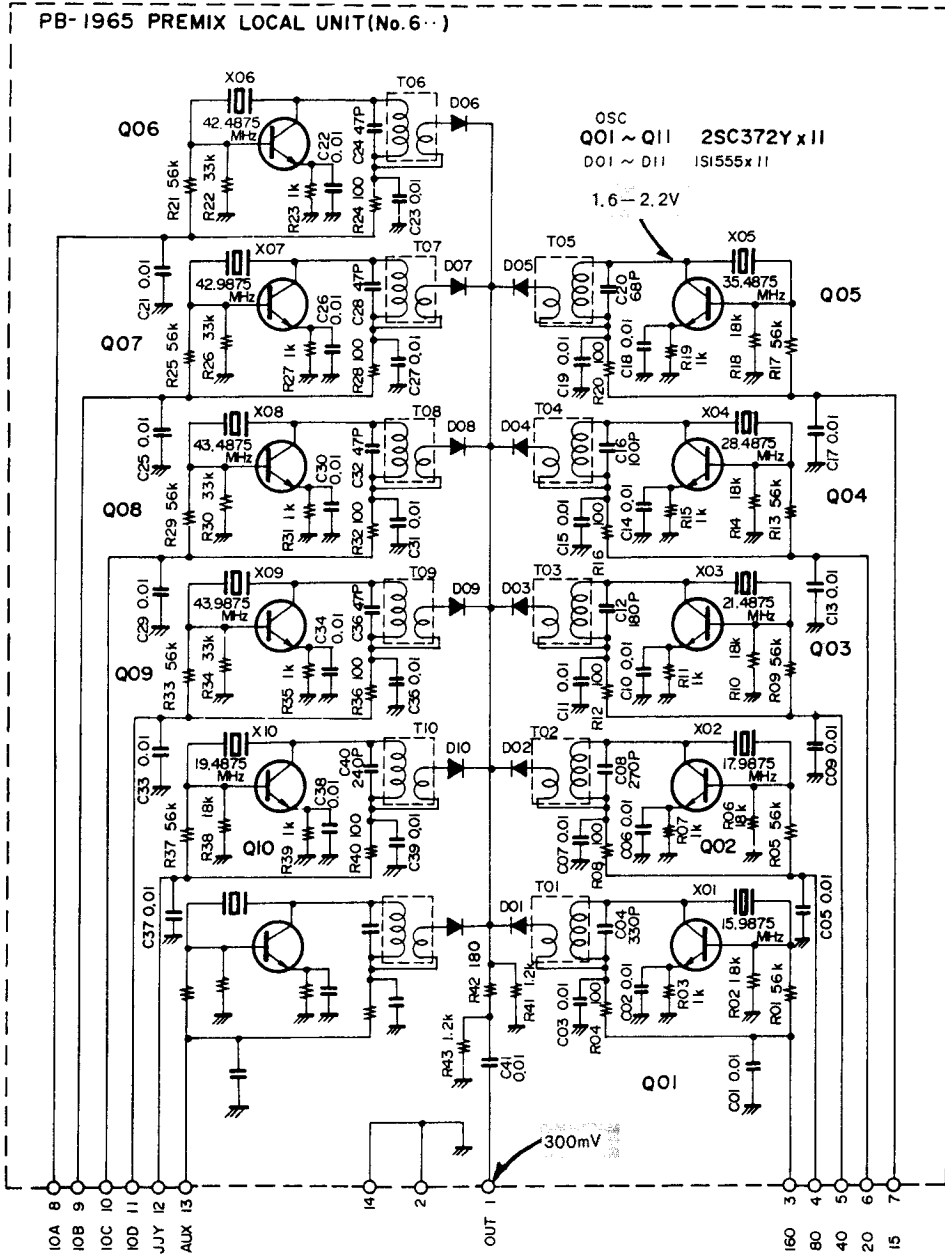 PB-1965 PREMIX LOCAL UNIT(No.6··)
OSC
Q01 ~ Q11 2SC372Y x 11
D01 ~ D11 1S1555 x 11
1.6 – 2.2V
Q06
X06
42.4875
MHz
R21 56k
R22 33k
R23 1k
C22
0.01
C24 47P
R24 100
C23 0.01
T06
D06
C21 0.01
Q07
X07
42.9875
MHz
R25 56k
R26 33k
R27 1k
C26
0.01
C28 47P
R28 100
C27 0.01
T07
D07
C25 0.01
Q08
X08
43.4875
MHz
R29 56k
R30 33k
R31 1k
C30
0.01
C32 47P
R32 100
C31 0.01
T08
D08
C29 0.01
Q09
X09
43.9875
MHz
R33 56k
R34 33k
R35 1k
C34
0.01
C36 47P
R36 100
C35 0.01
T09
D09
C33 0.01
Q10
X10
19.4875
MHz
R37 56k
R38 18k
R39 1k
C38
0.01
C40
240P
R40 100
C39 0.01
T10
D10
C37 0.01
D05
T05
C20
68P
X05
35.4875
MHz
Q05
C19 0.01
R20 100
C18 0.01
R19
1k
R18 18k
R17 56k
C17 0.01
D04
T04
C16
100P
X04
28.4875
MHz
Q04
C15 0.01
R16 100
C14 0.01
R15
1k
R14 18k
R13 56k
C13 0.01
D03
T03
C12
180P
X03
21.4875
MHz
Q03
C11 0.01
R12 100
C10 0.01
R11
1k
R10 18k
R09 56k
C09 0.01
D02
T02
C08
270P
X02
17.9875
MHz
Q02
C07 0.01
R08 100
C06 0.01
R07
1k
R06
18k
R05 56k
C05 0.01
D01
T01
C04
330P
X01
15.9875
MHz
Q01
C03 0.01
R04 100
C02 0.01
R03
1k
R02 18k
R01 56k
C01 0.01
R42 180
R41 1.2k
R43 1.2k
C41
0.01
300mV
10A 8
10B 9
10C 10
10D 11
JJY 12
AUX 13
14
2
OUT 1
160 3
80 4
40 5
20 6
15 7